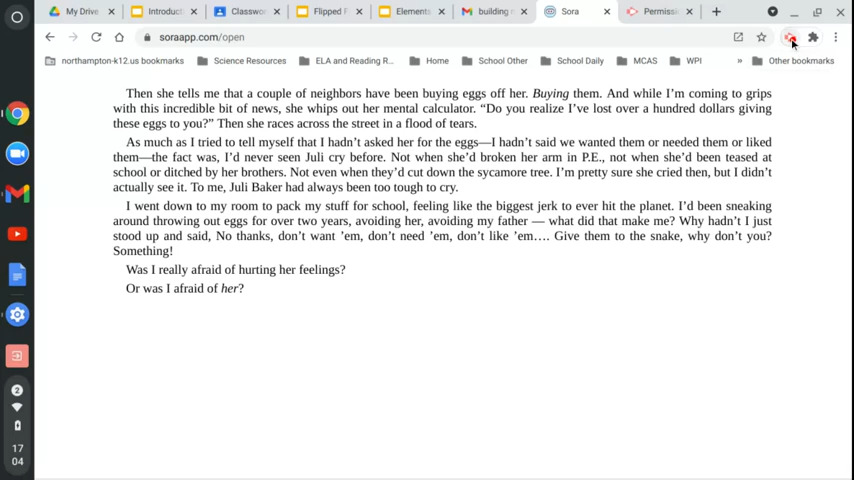 My Drive
Introduct
Classwo
Flipped F
Elements
building r
Sora
Permissi
soraapp.com/open
northampton-k12.us bookmarks
Science Resources
ELA and Reading R...
Home
School Other
School Daily
MCAS
WPI
»
Other bookmarks
Then she tells me that a couple of neighbors have been buying eggs off her. Buying them. And while I'm coming to grips
with this incredible bit of news, she whips out her mental calculator. “Do you realize I've lost over a hundred dollars giving
these eggs to you?” Then she races across the street in a flood of tears.
As much as I tried to tell myself that I hadn't asked her for the eggs—I hadn't said we wanted them or needed them or liked
them—the fact was, I'd never seen Juli cry before. Not when she'd broken her arm in P.E., not when she'd been teased at
school or ditched by her brothers. Not even when they'd cut down the sycamore tree. I'm pretty sure she cried then, but I didn't
actually see it. To me, Juli Baker had always been too tough to cry.
I went down to my room to pack my stuff for school, feeling like the biggest jerk to ever hit the planet. I'd been sneaking
around throwing out eggs for over two years, avoiding her, avoiding my father — what did that make me? Why hadn't I just
stood up and said, No thanks, don't want ’em, don't need ’em, don't like ’em…. Give them to the snake, why don't you?
Something!
Was I really afraid of hurting her feelings?
Or was I afraid of her?
2
17
04